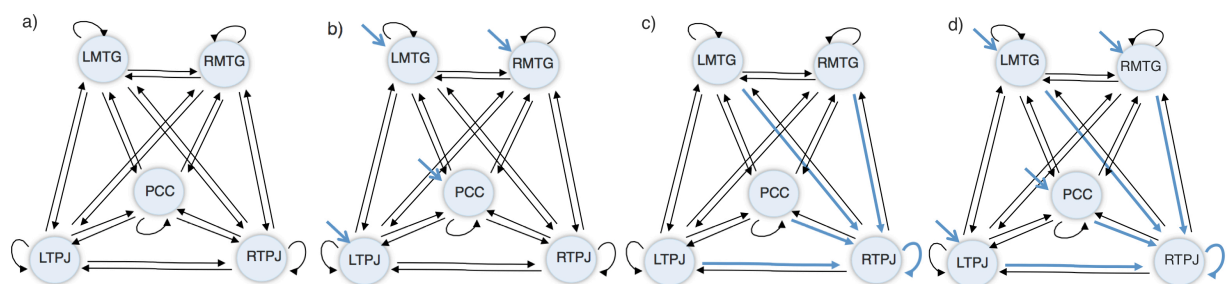 a)
LMTG
RMTG
PCC
LTPJ
RTPJ
b)
LMTG
RMTG
PCC
LTPJ
RTPJ
c)
LMTG
RMTG
PCC
LTPJ
RTPJ
d)
LMTG
RMTG
PCC
LTPJ
RTPJ